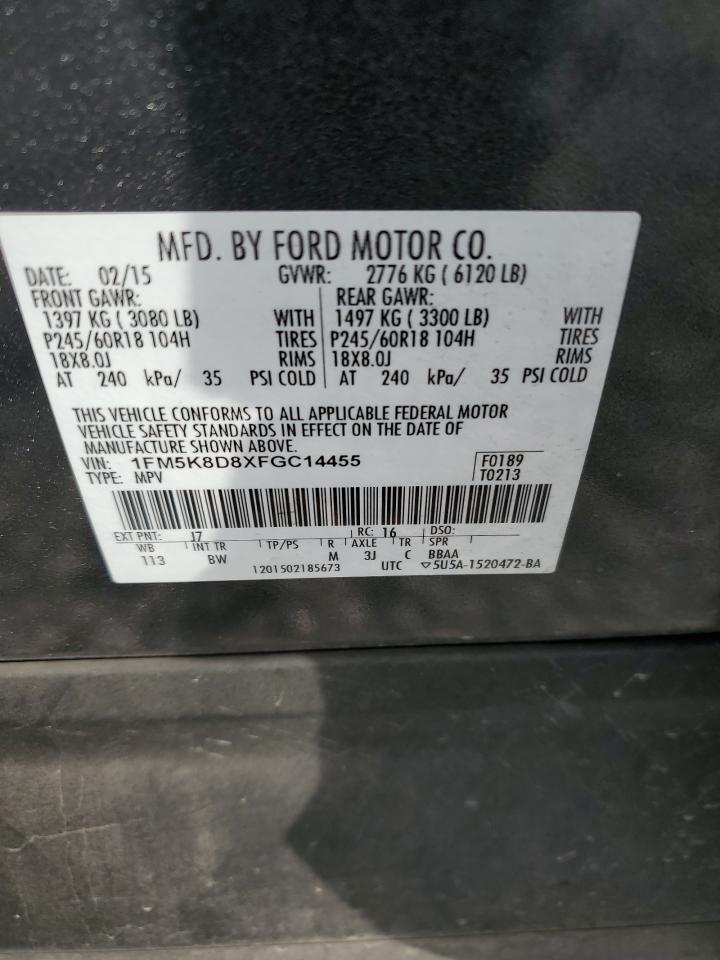 MFD. BY FORD MOTOR CO.
DATE: 02/15 GVWR: 2776 KG ( 6120 LB)
FRONT GAWR: REAR GAWR:
1397 KG ( 3080 LB) WITH 1497 KG ( 3300 LB) WITH
P245/60R18 104H TIRES P245/60R18 104H TIRES
18X8.0J RIMS 18X8.0J RIMS
AT 240 kPa/ 35 PSI COLD AT 240 kPa/ 35 PSI COLD
THIS VEHICLE CONFORMS TO ALL APPLICABLE FEDERAL MOTOR
VEHICLE SAFETY STANDARDS IN EFFECT ON THE DATE OF
MANUFACTURE SHOWN ABOVE.
VIN: 1FM5K8D8XFGC14455 F0189
TYPE: MPV T0213
EXT PNT: J7 RC: 16 DSO:
WB INT TR TP/PS R AXLE TR SPR
113 BW M 3J C BBAA
1201502185673 UTC ▽5U5A-1520472-BA